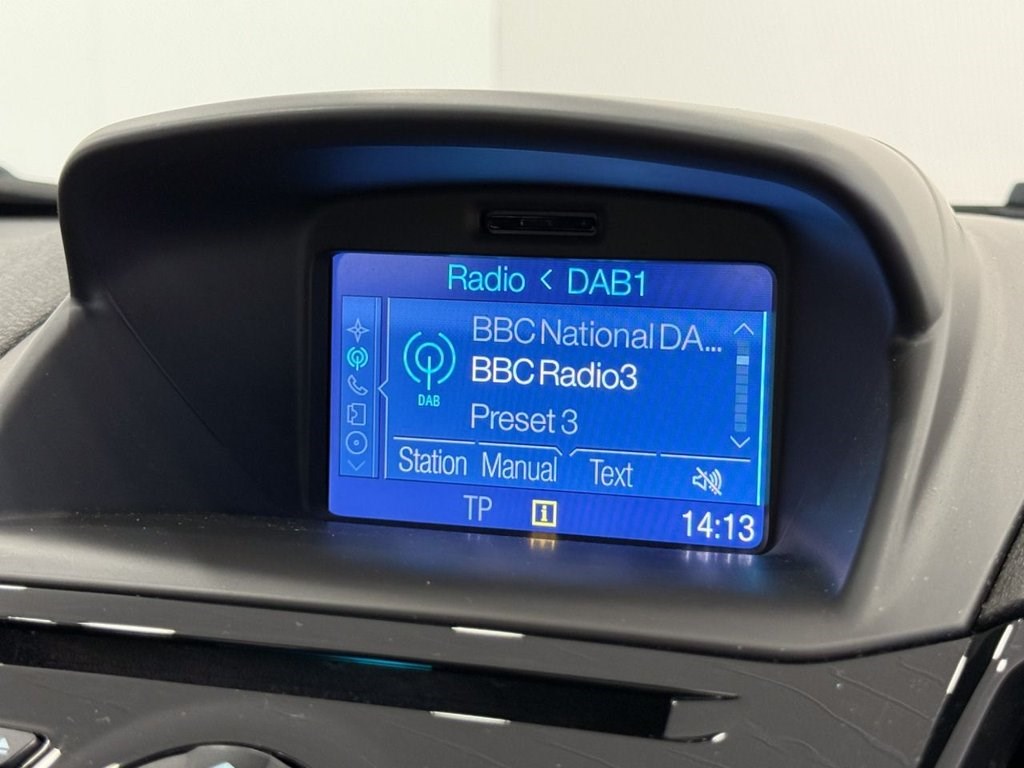 Radio < DAB1
BBC National DA...
BBC Radio3
DAB
Preset 3
Station Manual Text
TP i 14:13